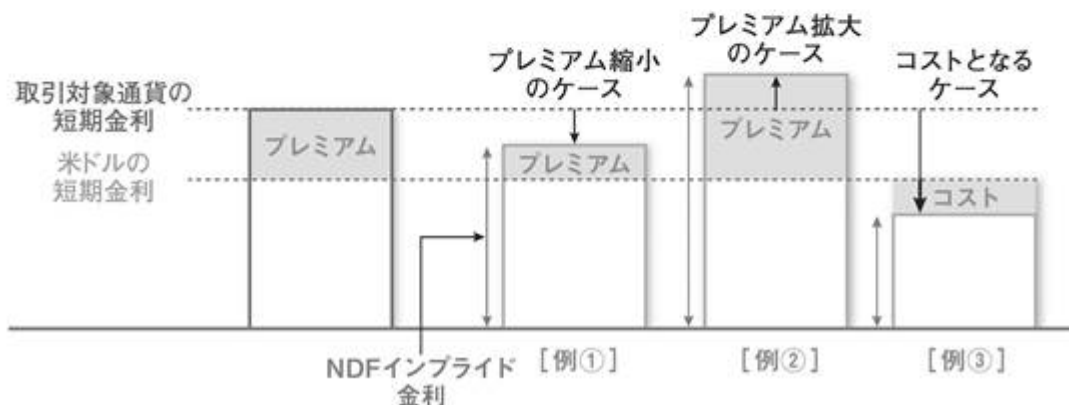 取引対象通貨の
短期金利
米ドルの
短期金利
プレミアム
プレミアム縮小
のケース
プレミアム
プレミアム拡大
のケース
プレミアム
コストとなる
ケース
コスト
NDFインプライド
金利
[例①]
[例②]
[例③]